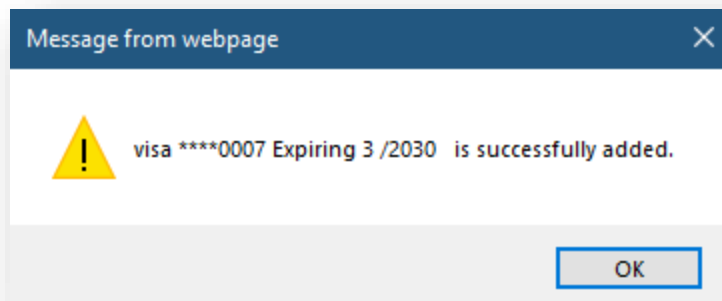 Message from webpage
visa ****0007 Expiring 3 /2030 is successfully added.
OK